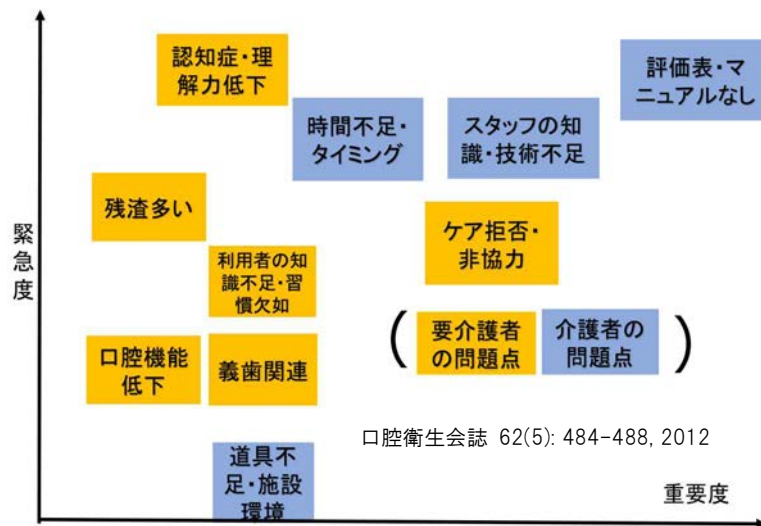 認知症・理
解力低下
評価表・マ
ニュアルなし
時間不足・
タイミング
スタッフの知
識・技術不足
残渣多い
ケア拒否・
非協力
緊急度
利用者の知
識不足・習
慣欠如
口腔機能
低下
義歯関連
(
要介護者
の問題点
介護者の
問題点
)
口腔衛生会誌 62(5): 484-488, 2012
道具不
足・施設
環境
重要度